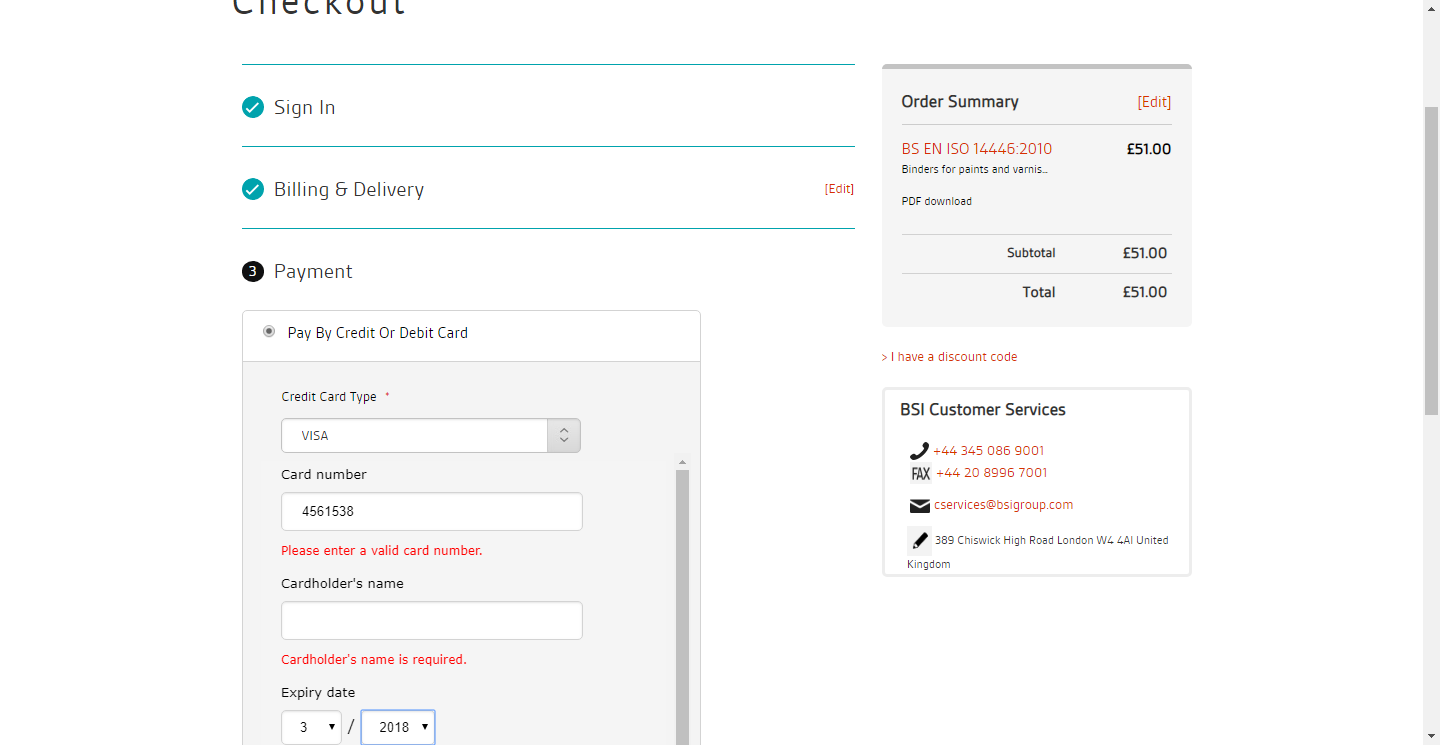 Checkout
Sign In
Billing & Delivery
[Edit]
3 Payment
Pay By Credit Or Debit Card
Credit Card Type *
VISA
Card number
4561538
Please enter a valid card number.
Cardholder's name
Cardholder's name is required.
Expiry date
3 / 2018
Order Summary [Edit]
BS EN ISO 14446:2010 £51.00
Binders for paints and varnis...
PDF download
Subtotal £51.00
Total £51.00
> I have a discount code
BSI Customer Services
+44 345 086 9001
FAX +44 20 8996 7001
cservices@bsigroup.com
389 Chiswick High Road London W4 4Al United
Kingdom